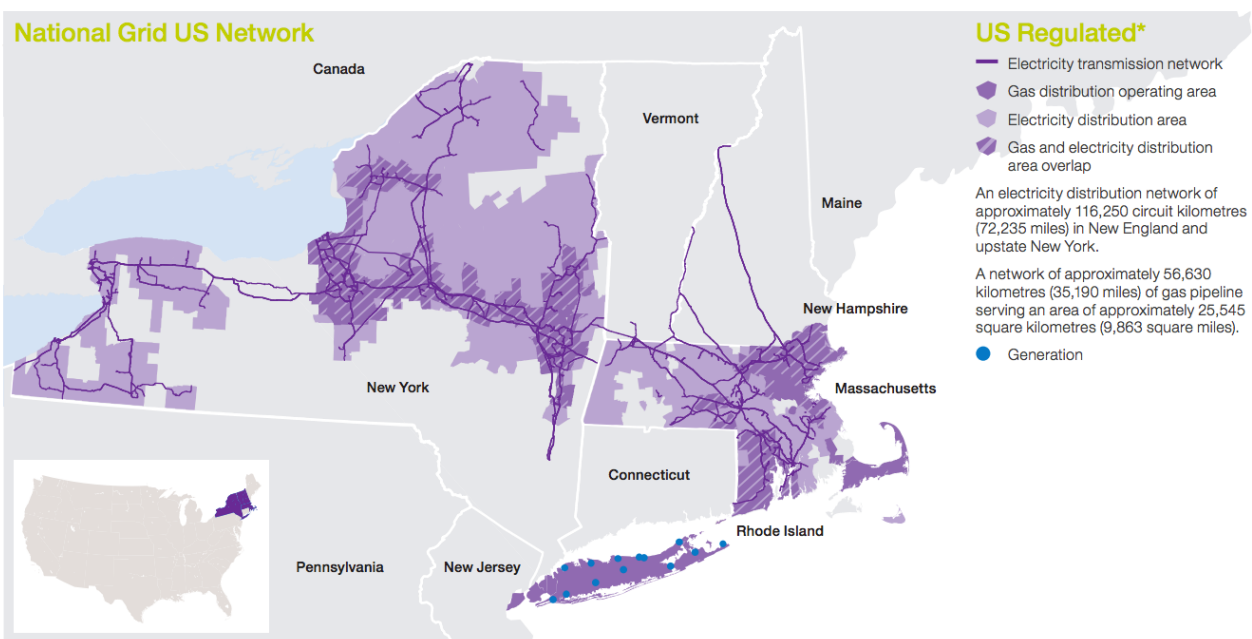 National Grid US Network
Canada
Vermont
Maine
New Hampshire
Massachusetts
New York
Connecticut
Rhode Island
Pennsylvania
New Jersey
US Regulated*
Electricity transmission network
Gas distribution operating area
Electricity distribution area
Gas and electricity distribution
area overlap
An electricity distribution network of
approximately 116,250 circuit kilometres
(72,235 miles) in New England and
upstate New York.
A network of approximately 56,630
kilometres (35,190 miles) of gas pipeline
serving an area of approximately 25,545
square kilometres (9,863 square miles).
Generation